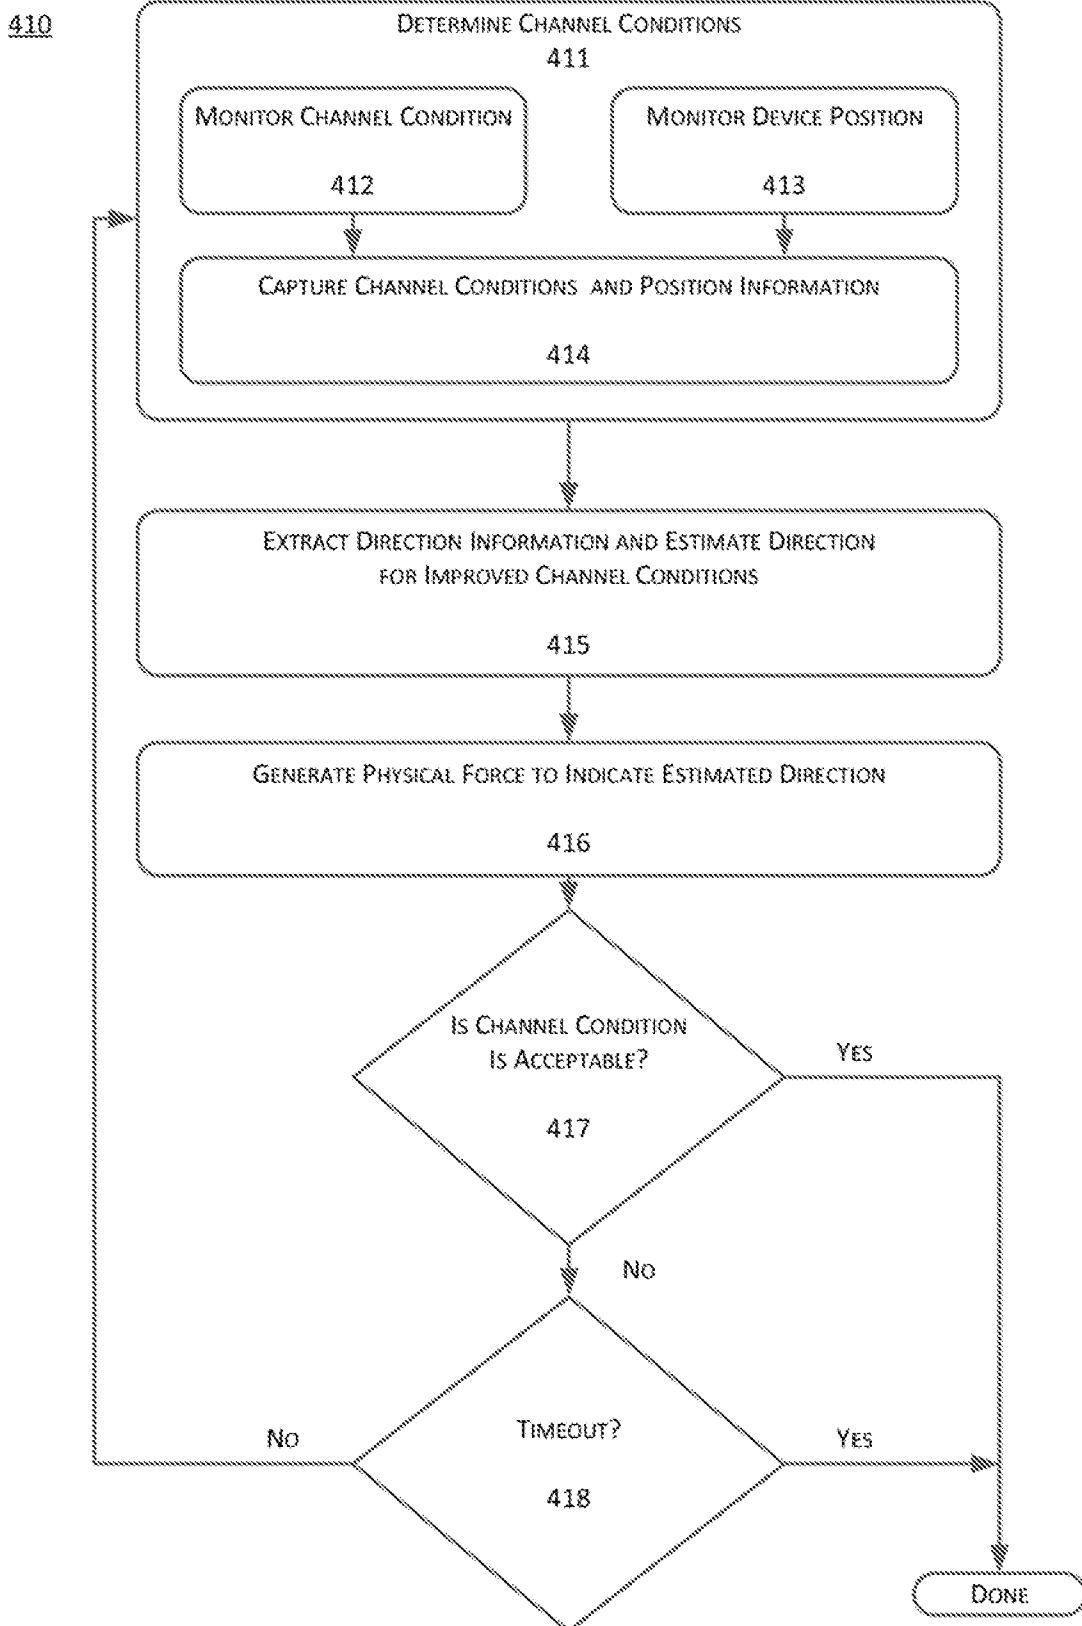 410
Determine Channel Conditions
411
Monitor Channel Condition
412
Monitor Device Position
413
Capture Channel Conditions and Position Information
414
Extract Direction Information and Estimate Direction
for Improved Channel Conditions
415
Generate Physical Force to Indicate Estimated Direction
416
Is Channel Condition
Is Acceptable?
417
Yes
No
Timeout?
418
No
Yes
Done